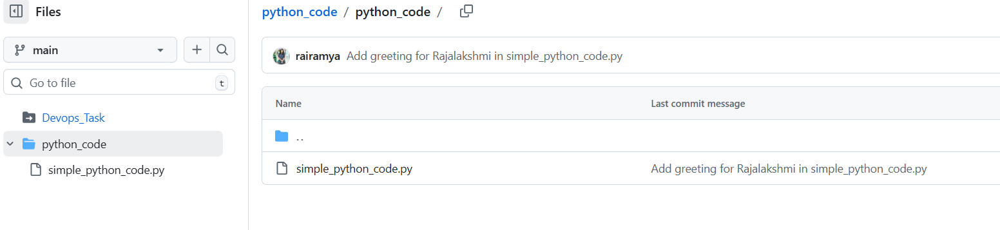 Files
main
Go to file
t
Devops_Task
python_code
simple_python_code.py
python_code / python_code /
rairamya Add greeting for Rajalakshmi in simple_python_code.py
Name Last commit message
..
simple_python_code.py Add greeting for Rajalakshmi in simple_python_code.py